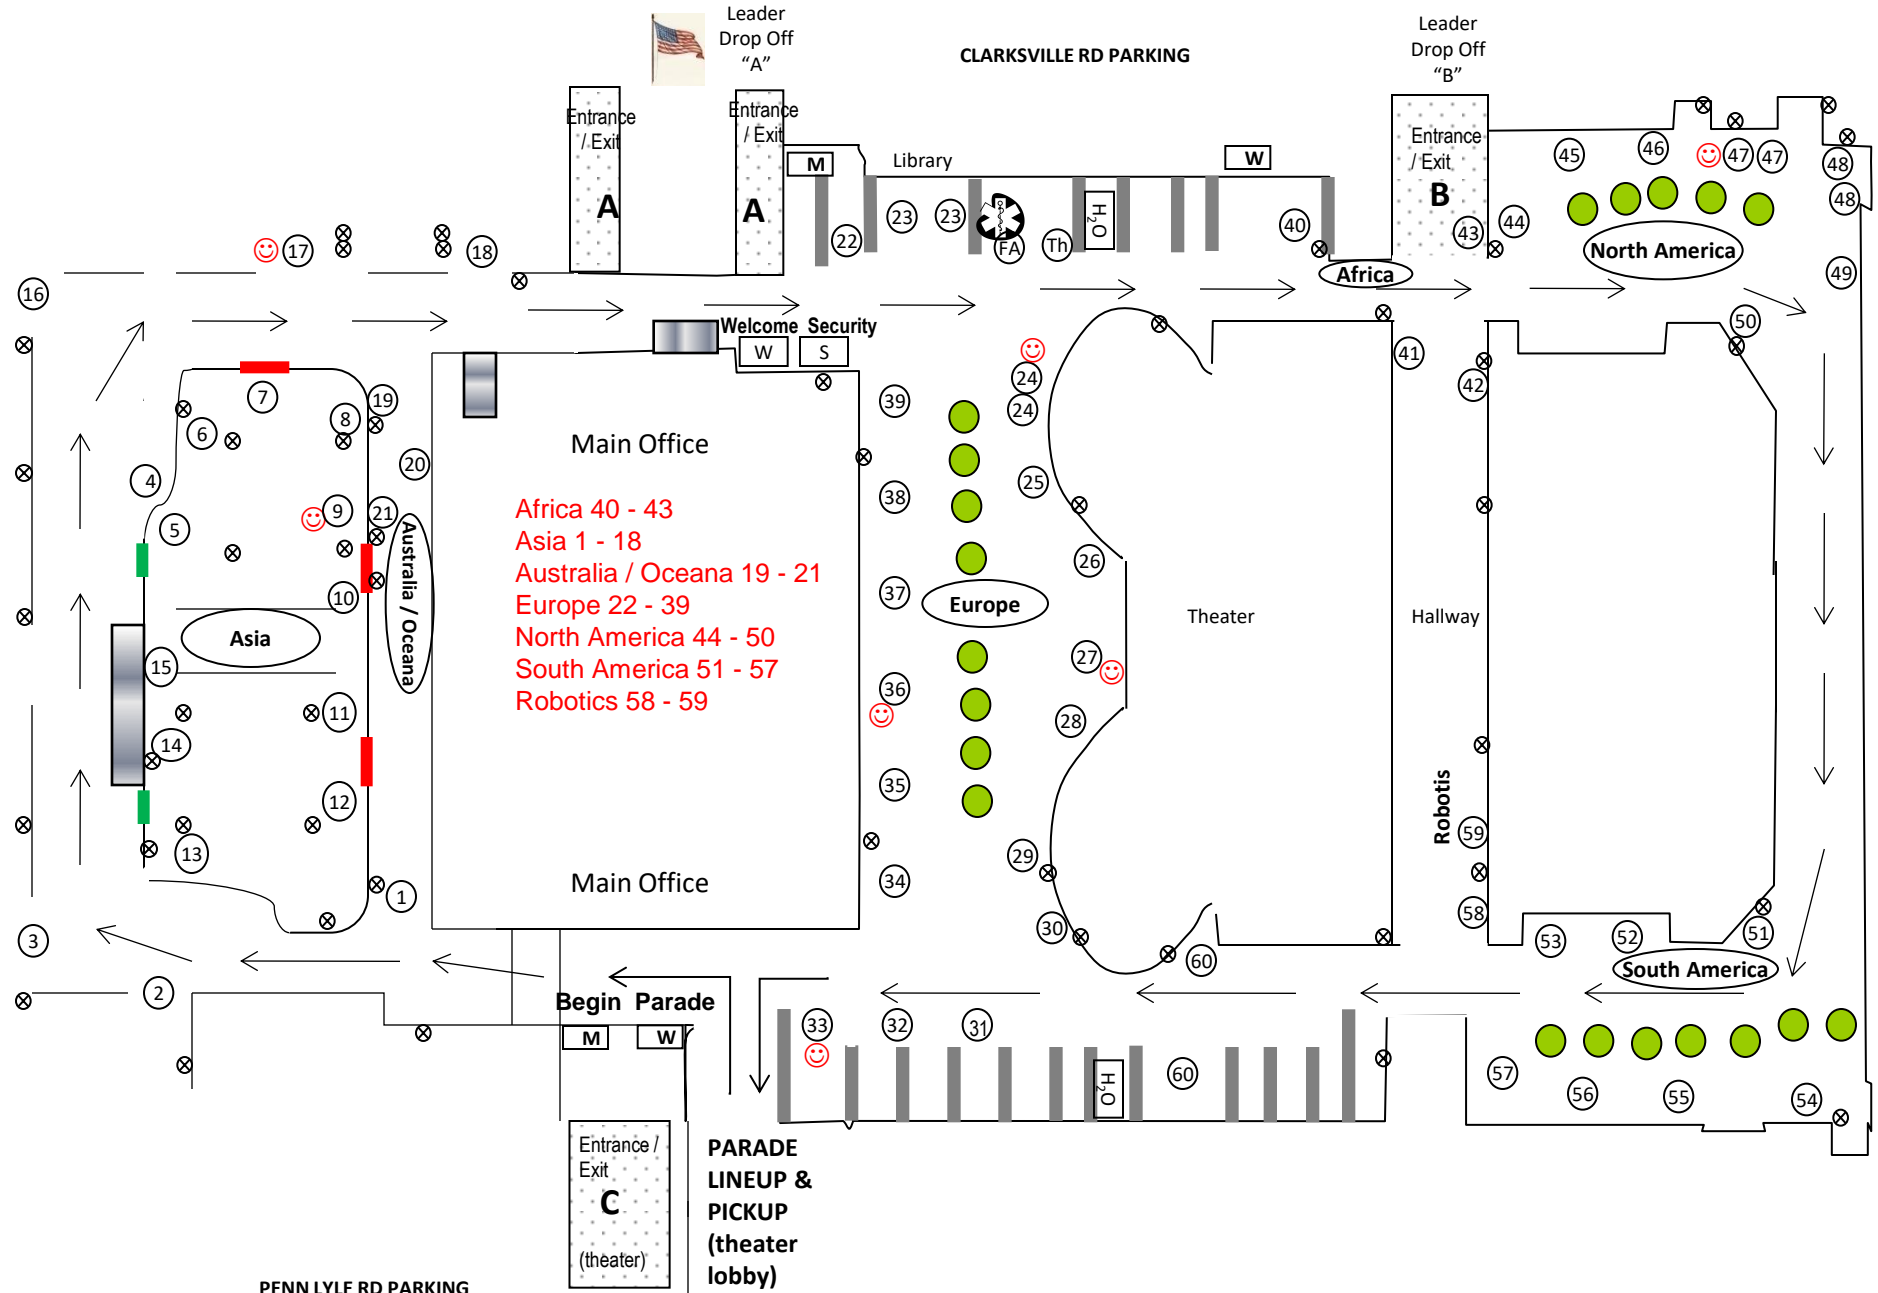 Leader
Drop Off
“A”
CLARKSVILLE RD PARKING
Leader
Drop Off
“B”
Entrance
/ Exit
A
Entrance
/ Exit
A
M
Library
W
Entrance
/ Exit
B
45
46
47
47
48
48
44
43
North America
49
50
22
23
23
FA
Th
H2O
40
Africa
17
18
16
Welcome Security
W
S
24
24
41
42
39
7
19
8
6
20
4
5
9
21
10
Main Office
Africa 40 - 43
Asia 1 - 18
Australia / Oceana 19 - 21
Europe 22 - 39
North America 44 - 50
South America 51 - 57
Robotics 58 - 59
Main Office
Australia / Oceana
Asia
15
14
11
12
13
1
3
2
38
37
36
35
34
Europe
25
26
27
28
29
30
60
Theater
Hallway
Robotis
59
58
53
52
51
South America
57
56
55
54
Begin Parade
M
W
33
32
31
H2O
60
Entrance /
Exit
C
(theater)
PARADE
LINEUP &
PICKUP
(theater
lobby)
PENN LYLE RD PARKING